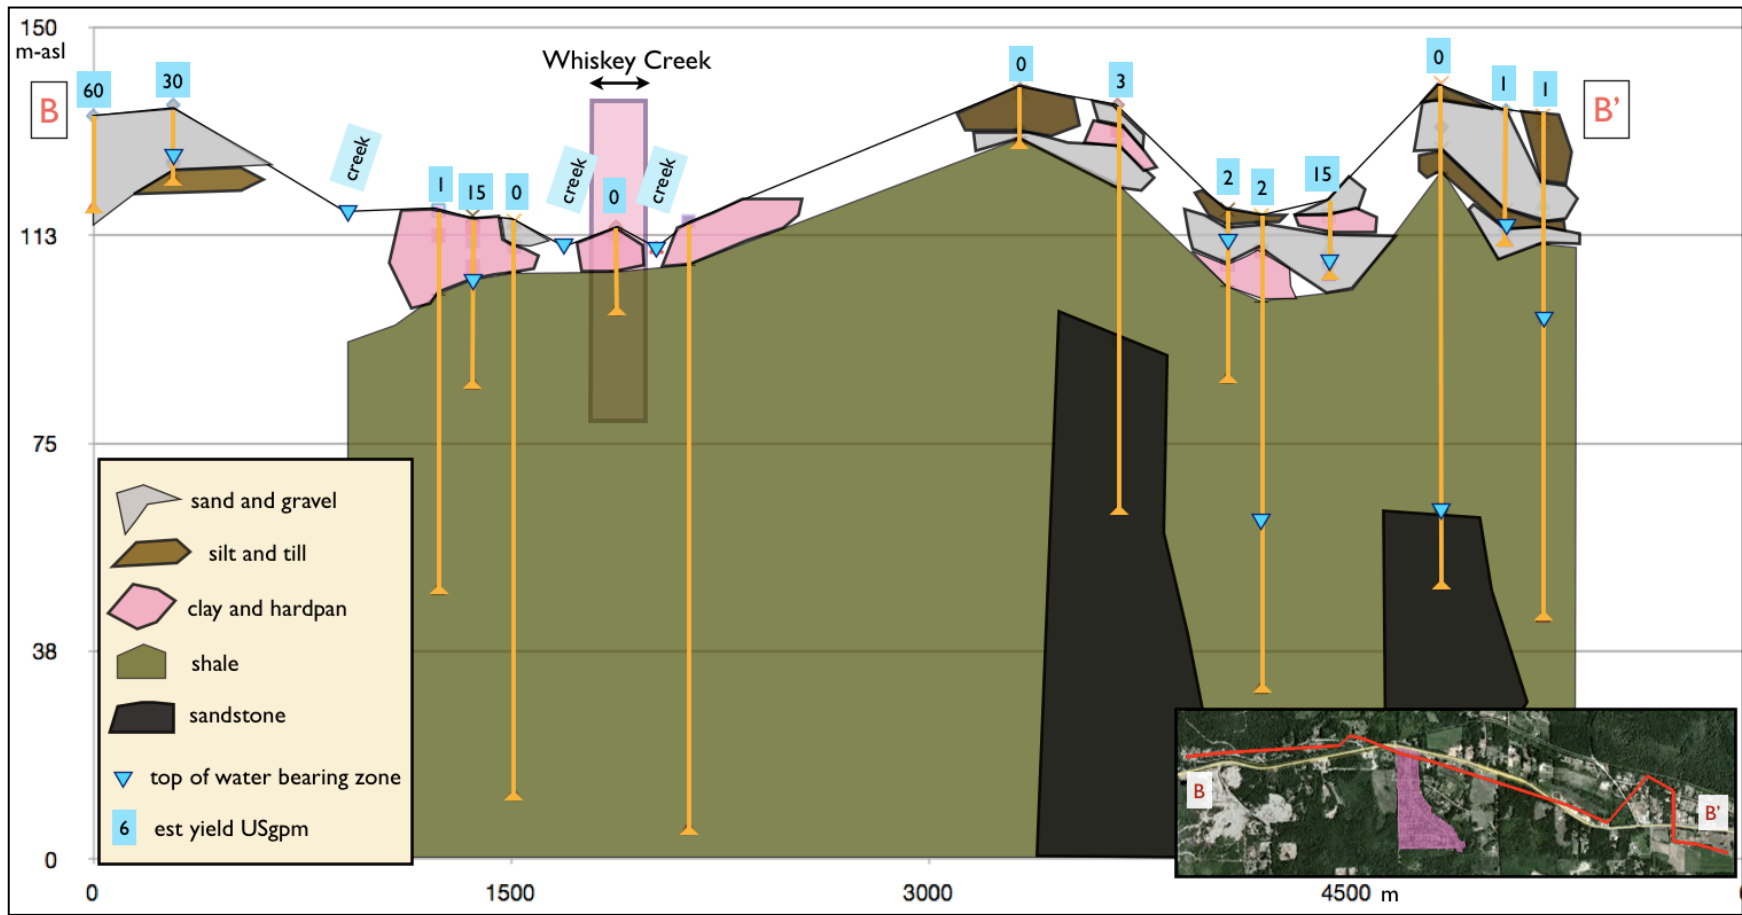 150
m-asl
Whiskey Creek
B
60
30
creek
1
15
0
creek
0
creek
0
3
2
2
15
0
1
1
B’
113
75
38
0
sand and gravel
silt and till
clay and hardpan
shale
sandstone
top of water bearing zone
6 est yield USgpm
B
B’
0
1500
3000
4500 m